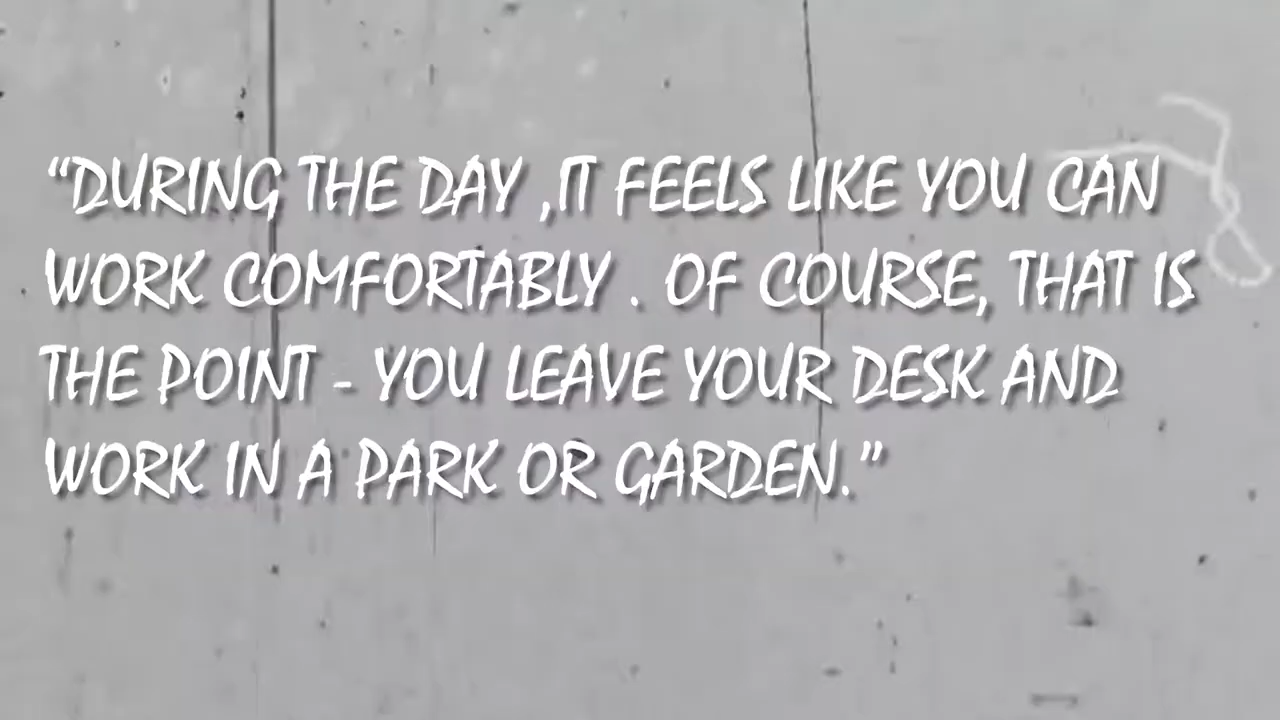 “DURING THE DAY ,IT FEELS LIKE YOU CAN
WORK COMFORTABLY . OF COURSE, THAT IS
THE POINT - YOU LEAVE YOUR DESK AND
WORK IN A PARK OR GARDEN.”